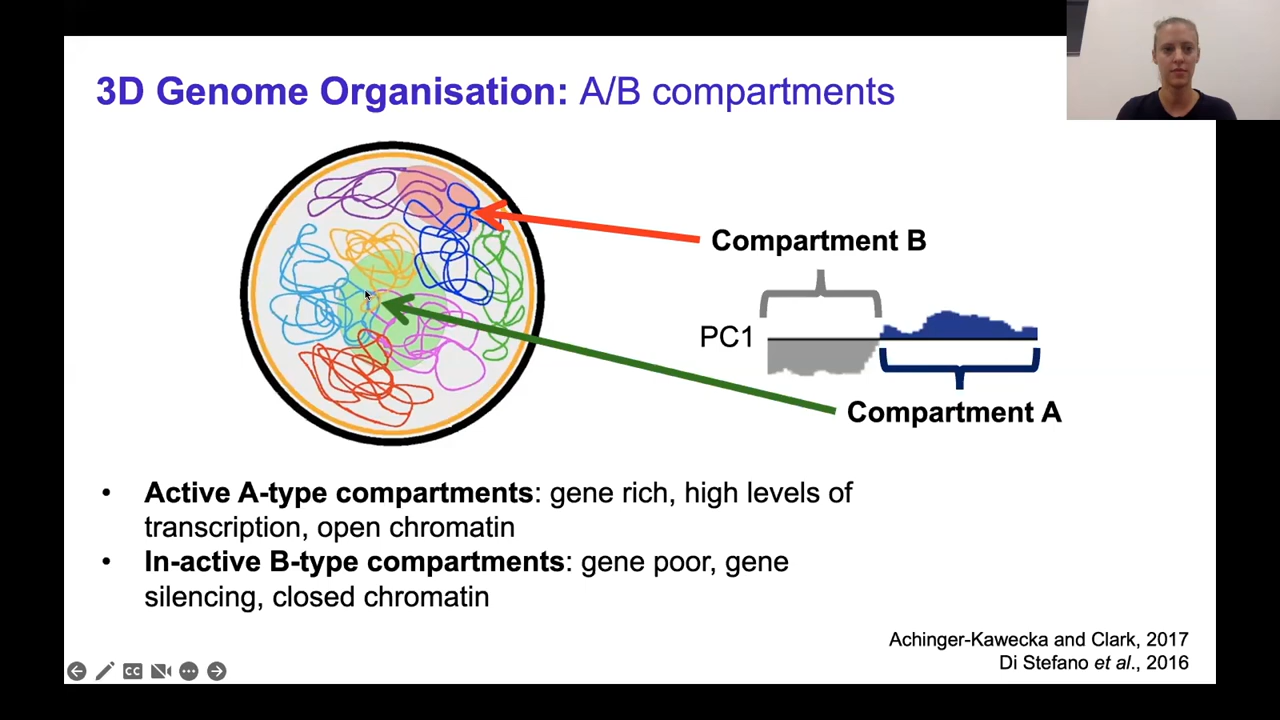 3D Genome Organisation: A/B compartments
Compartment B
PC1
Compartment A
• Active A-type compartments: gene rich, high levels of
transcription, open chromatin
• In-active B-type compartments: gene poor, gene
silencing, closed chromatin
Achinger-Kawecka and Clark, 2017
Di Stefano et al., 2016
CC